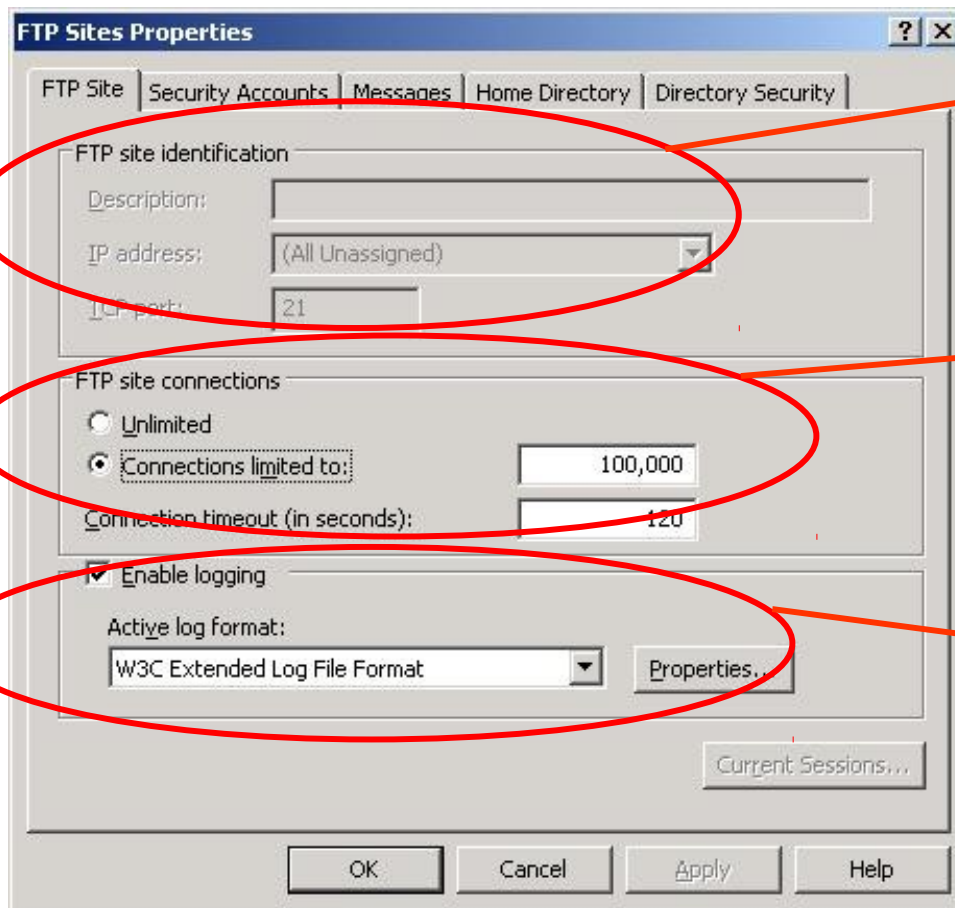 FTP Sites Properties
? X
FTP Site Security Accounts Messages Home Directory Directory Security
FTP site identification
Description:
IP address: (All Unassigned)
TCP port: 21
FTP site connections
Unlimited
Connections limited to: 100,000
Connection timeout (in seconds): 120
Enable logging
Active log format:
W3C Extended Log File Format Properties...
Current Sessions...
OK Cancel Apply Help